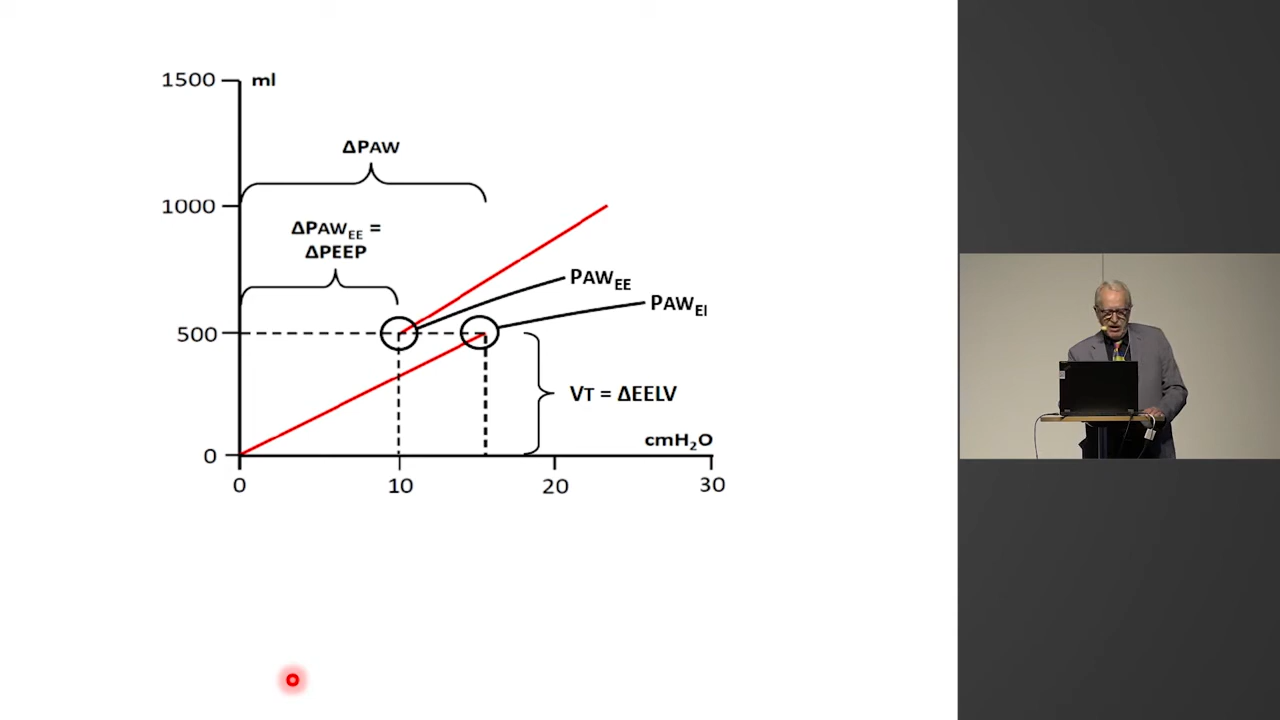 1500 ml
ΔPAW
1000
ΔPAWEE =
ΔPEEP
PAWEE
PAWEI
500
VT = ΔEELV
cmH2O
0
0 10 20 30